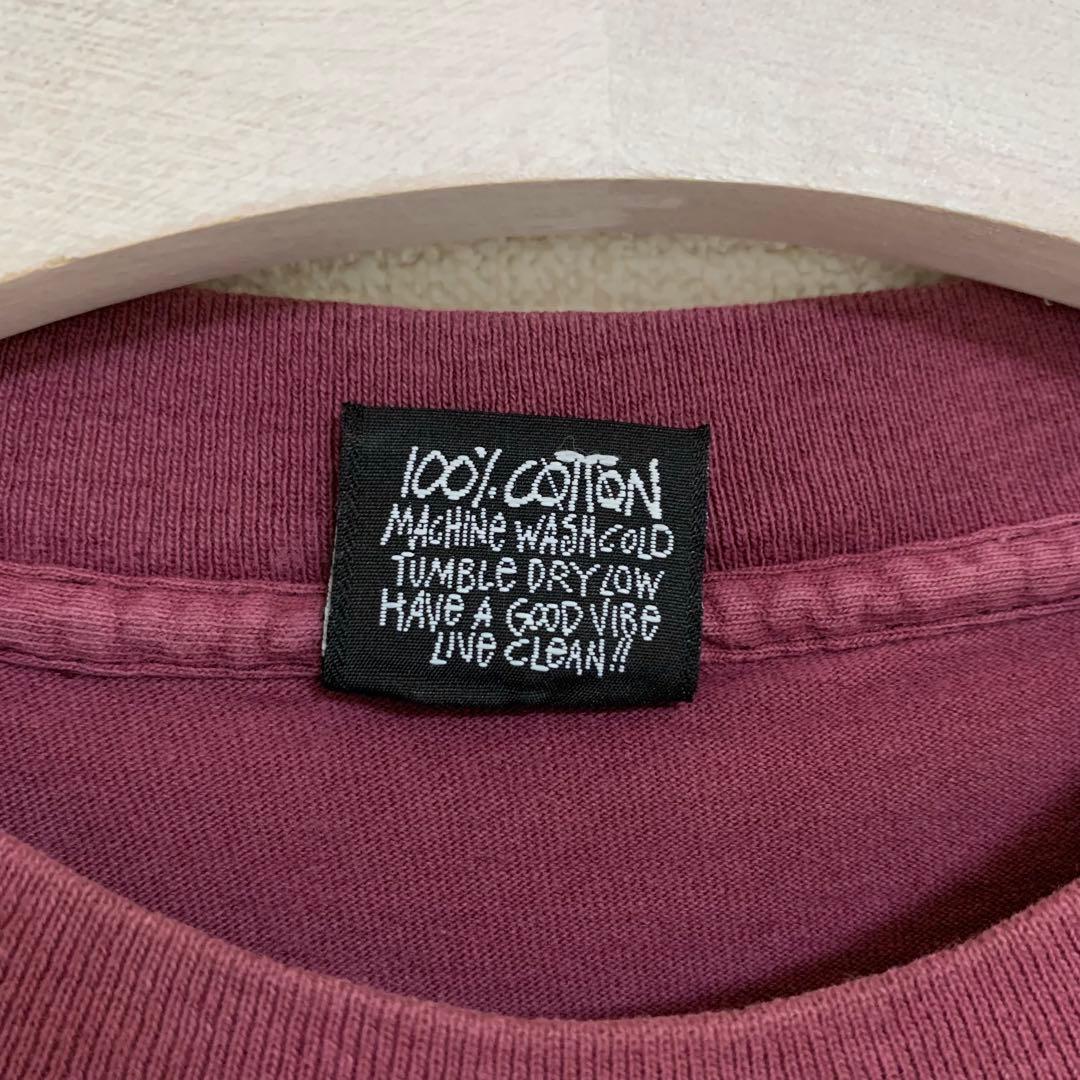 100% COTTON
MACHINE WASH COLD
TUMBLE DRY LOW
HAVE A GOOD VIBE
LIVE CLEAN!!